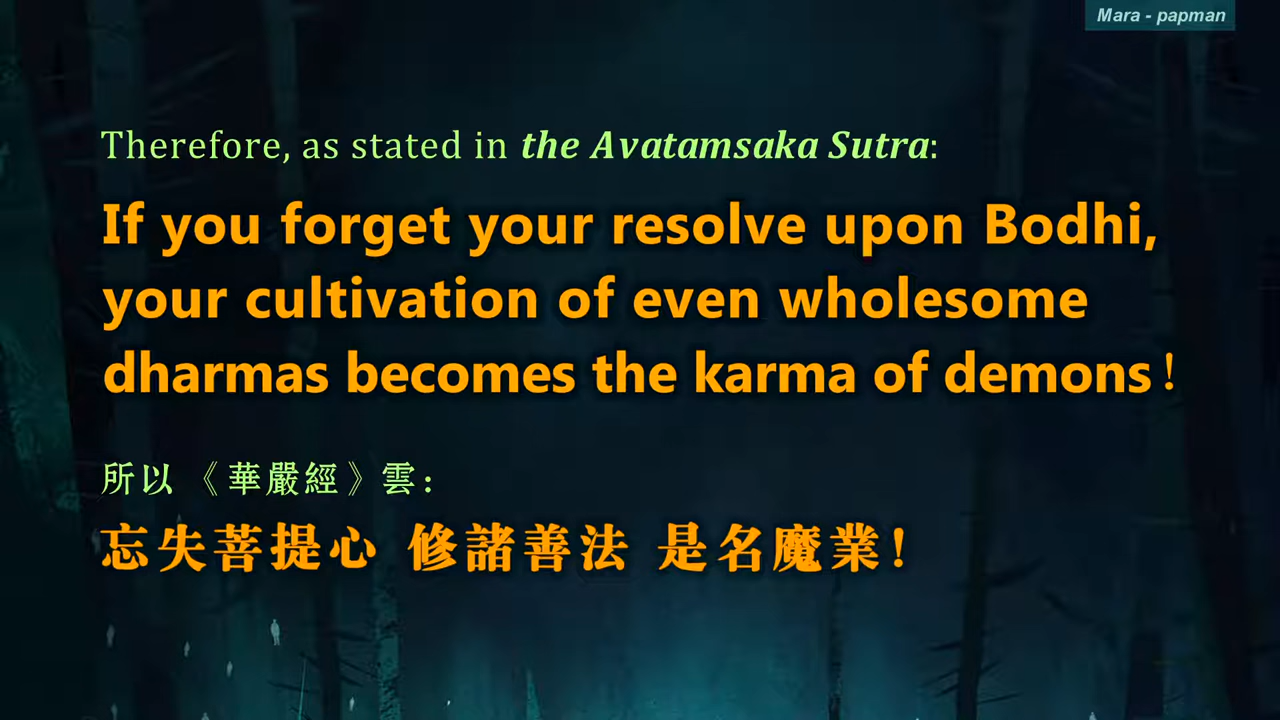 Mara - papman
Therefore, as stated in the Avatamsaka Sutra:
If you forget your resolve upon Bodhi,
your cultivation of even wholesome
dharmas becomes the karma of demons!
所以 《華嚴經》雲:
忘失菩提心 修諸善法 是名魔業!